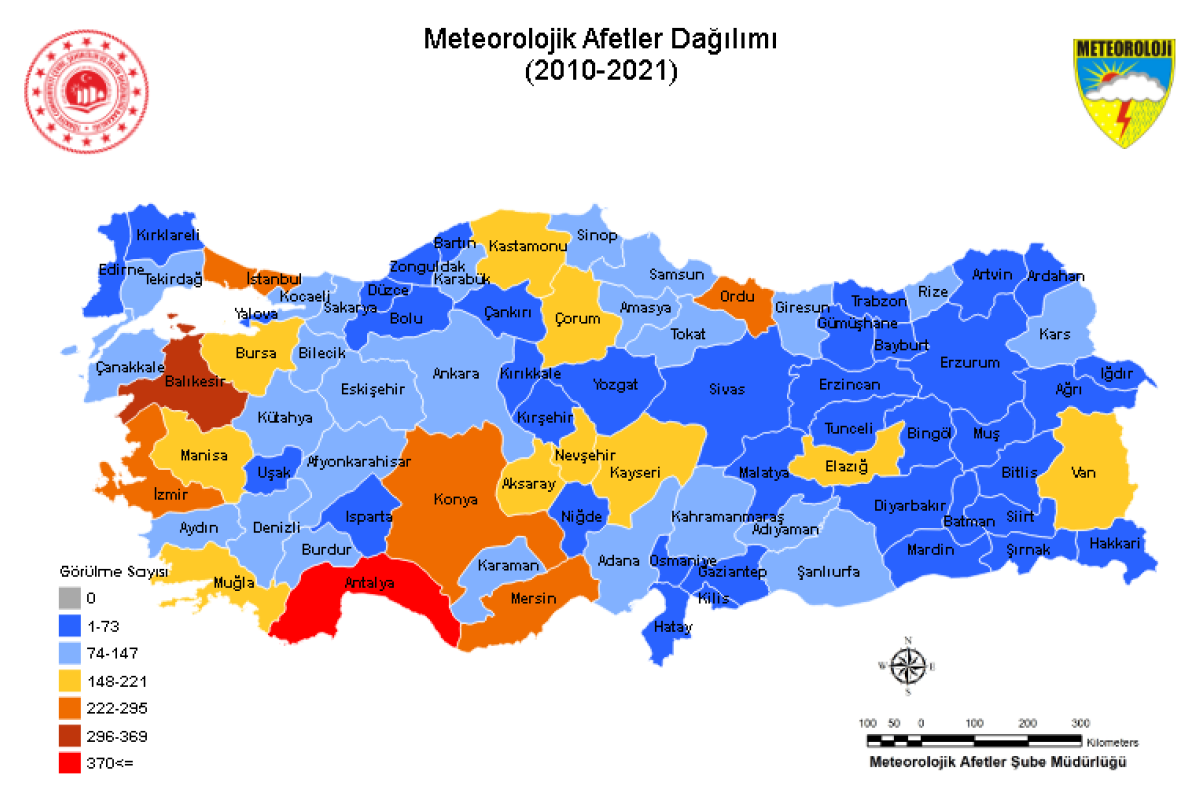 Meteorolojik Afetler Dağılımı
(2010-2021)
METEOROLOJİ
Kırklareli
Edirne
Tekirdağ
İstanbul
Kocaeli
Yalova
Sakarya
Düzce
Zonguldak
Bartın
Karabük
Kastamonu
Sinop
Samsun
Bolu
Çankırı
Çorum
Amasya
Tokat
Ordu
Giresun
Gümüşhane
Trabzon
Bayburt
Rize
Artvin
Ardahan
Kars
Çanakkale
Balıkesir
Bursa
Bilecik
Eskişehir
Ankara
Kırıkkale
Kırşehir
Yozgat
Sivas
Erzincan
Erzurum
Ağrı
Iğdır
Kütahya
Manisa
Uşak
Afyonkarahisar
İzmir
Konya
Aksaray
Nevşehir
Kayseri
Malatya
Elazığ
Tunceli
Bingöl
Muş
Bitlis
Van
Aydın
Denizli
Isparta
Burdur
Niğde
Kahramanmaraş
Adıyaman
Diyarbakır
Batman
Siirt
Mardin
Şırnak
Hakkari
Muğla
Antalya
Karaman
Mersin
Adana
Osmaniye
Gaziantep
Kilis
Şanlıurfa
Hatay
Görülme Sayısı
0
1-73
74-147
148-221
222-295
296-369
370<=
N
W
E
S
100 50 0 100 200 300
Kilometers
Meteorolojik Afetler Şube Müdürlüğü